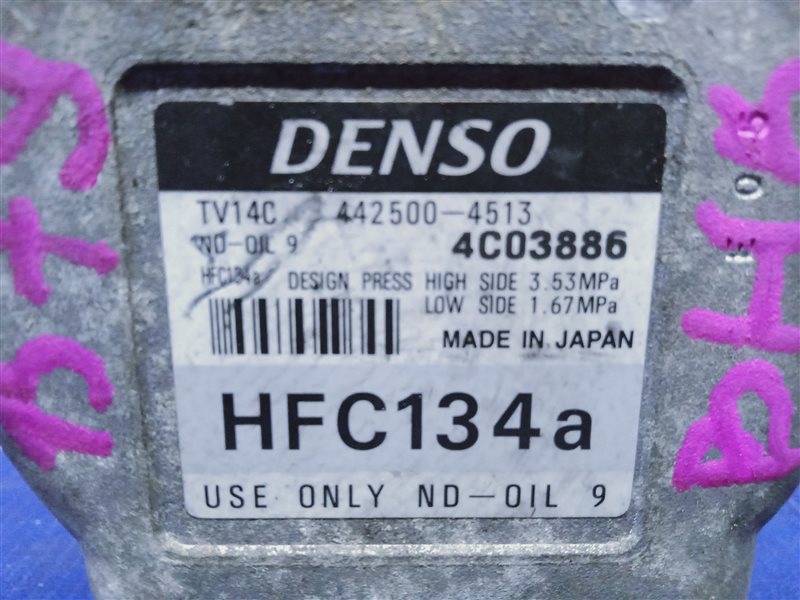 DENSO
TV14C 442500-4513
ND-OIL 9 4C03886
HFC134a DESIGN PRESS HIGH SIDE 3.53MPa
LOW SIDE 1.67MPa
MADE IN JAPAN
HFC134a
USE ONLY ND-OIL 9